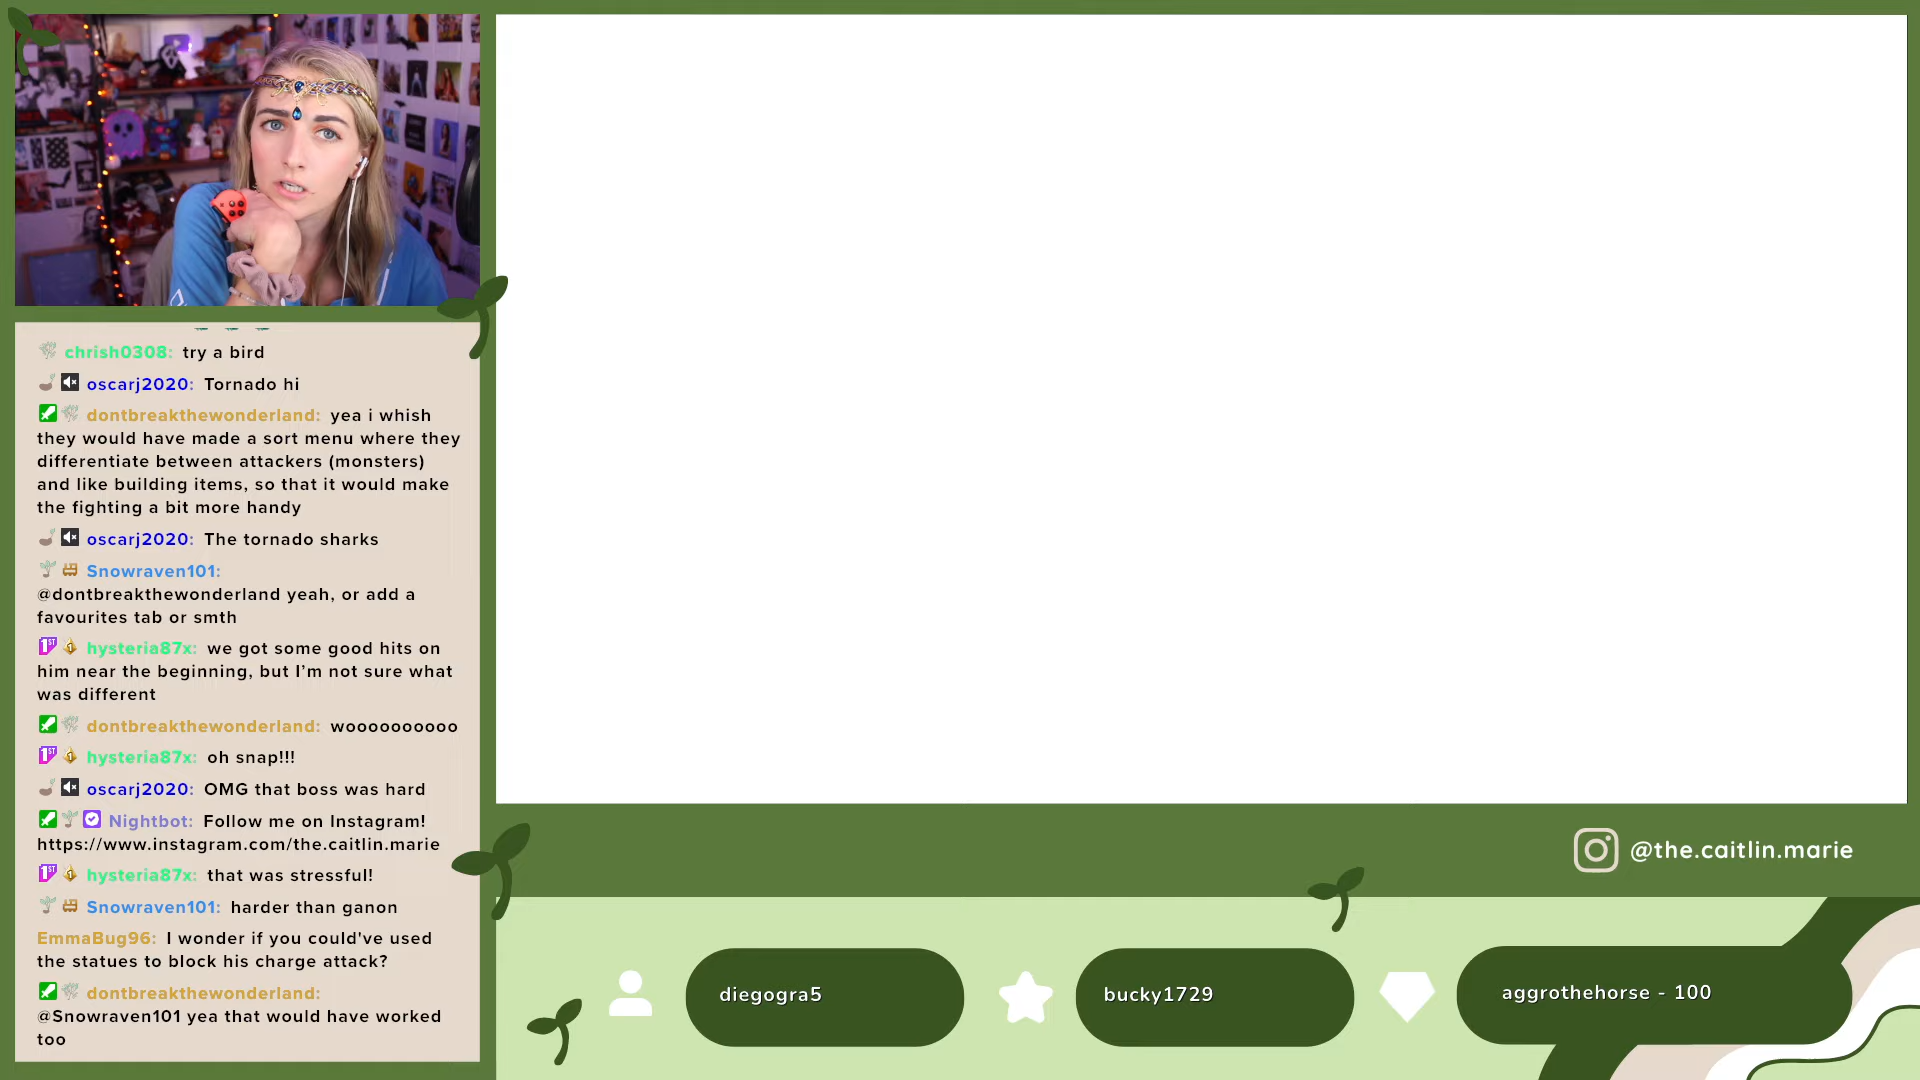 chrish0308: try a bird
oscarj2020: Tornado hi
dontbreakthewonderland: yea i whish
they would have made a sort menu where they
differentiate between attackers (monsters)
and like building items, so that it would make
the fighting a bit more handy
oscarj2020: The tornado sharks
Snowraven101:
@dontbreakthewonderland yeah, or add a
favourites tab or smth
hysteria87x: we got some good hits on
him near the beginning, but I'm not sure what
was different
dontbreakthewonderland: woooooooooo
hysteria87x: oh snap!!!
oscarj2020: OMG that boss was hard
Nightbot: Follow me on Instagram!
https://www.instagram.com/the.caitlin.marie
hysteria87x: that was stressful!
Snowraven101: harder than ganon
EmmaBug96: I wonder if you could've used
the statues to block his charge attack?
dontbreakthewonderland:
@Snowraven101 yea that would have worked
too
@the.caitlin.marie
diegogra5
bucky1729
aggrothehorse - 100